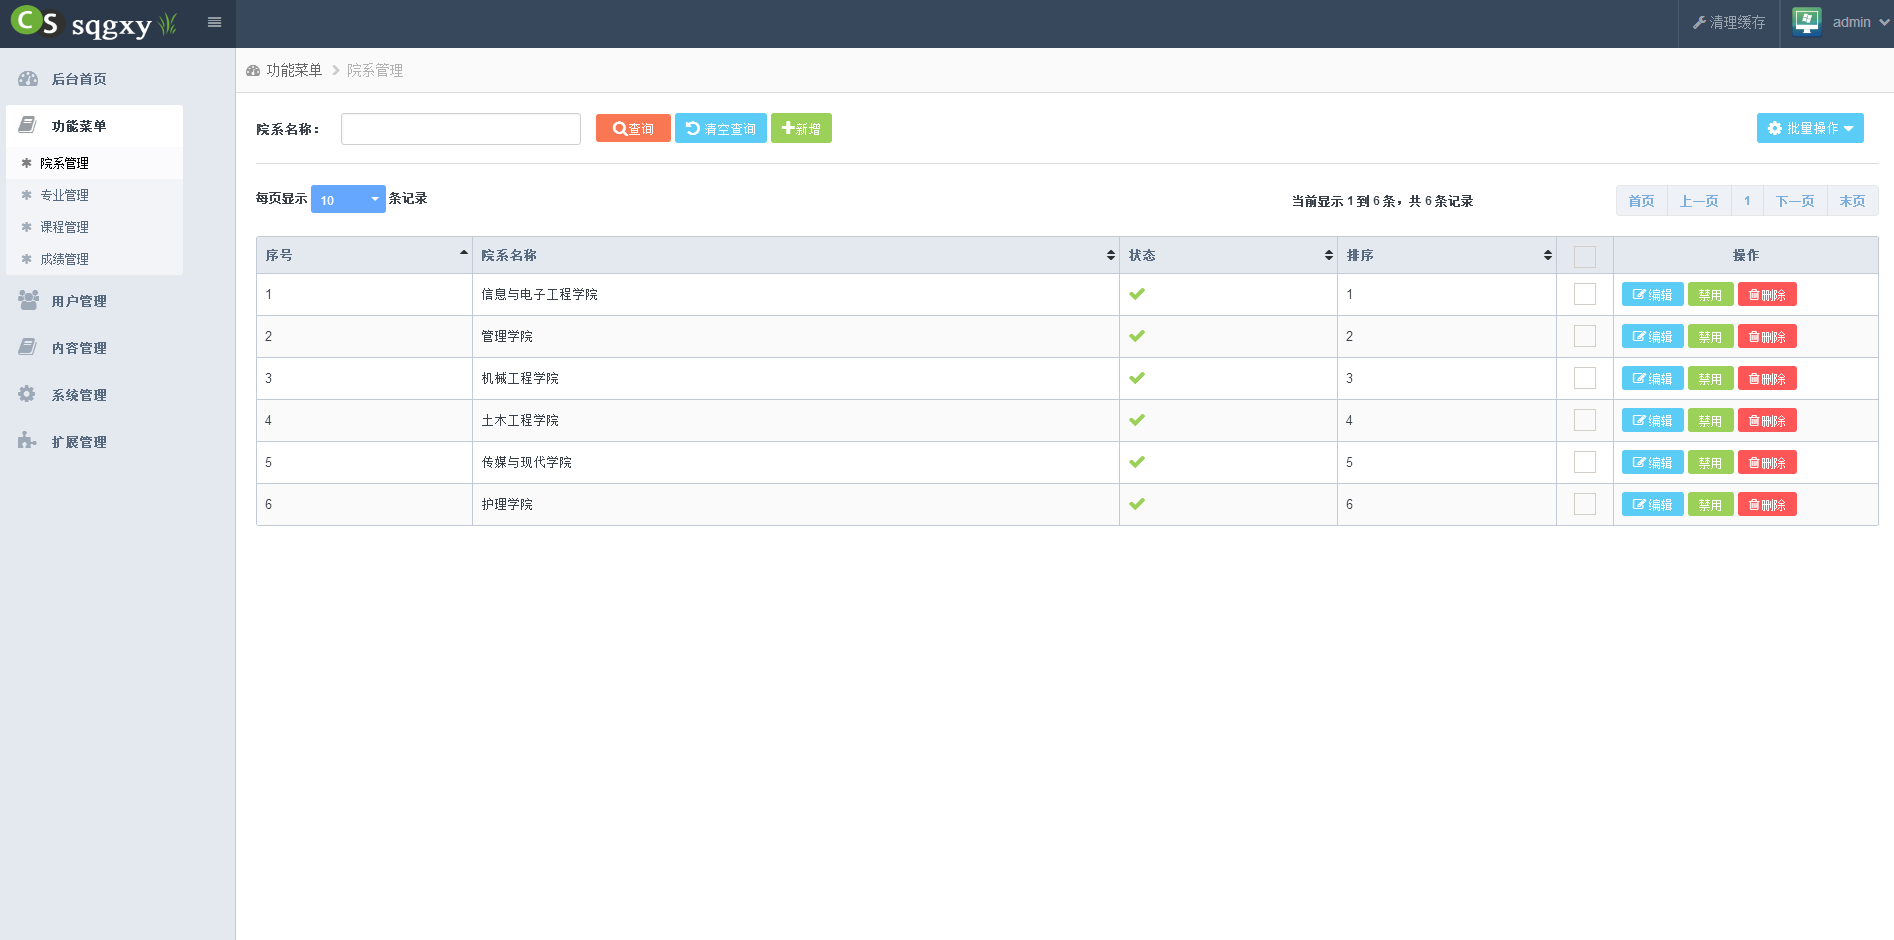 CS sqgxy
清理缓存 admin
功能菜单 院系管理
后台首页
功能菜单
院系管理
专业管理
课程管理
成绩管理
用户管理
内容管理
系统管理
扩展管理
院系名称： 查询 清空查询 新增 批量操作
每页显示 10 条记录 当前显示 1 到 6 条，共 6 条记录 首页 上一页 1 下一页 末页
序号 院系名称 状态 排序 操作
1 信息与电子工程学院 1 编辑 禁用 删除
2 管理学院 2 编辑 禁用 删除
3 机械工程学院 3 编辑 禁用 删除
4 土木工程学院 4 编辑 禁用 删除
5 传媒与现代学院 5 编辑 禁用 删除
6 护理学院 6 编辑 禁用 删除